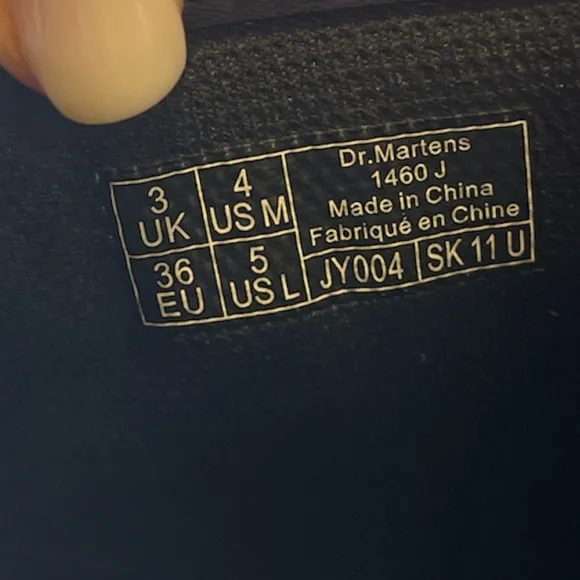 3
UK
4
US M
Dr.Martens
1460 J
Made in China
Fabriqué en Chine
36
EU
5
US L
JY004
SK 11 U